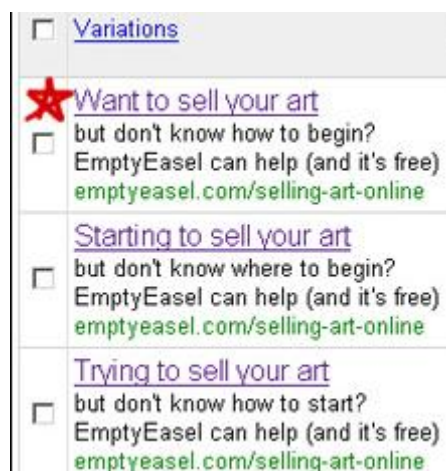 Variations
Want to sell your art
but don't know how to begin?
EmptyEasel can help (and it's free)
emptyeasel.com/selling-art-online
Starting to sell your art
but don't know where to begin?
EmptyEasel can help (and it's free)
emptyeasel.com/selling-art-online
Trying to sell your art
but don't know how to start?
EmptyEasel can help (and it's free)
emptyeasel.com/selling-art-online